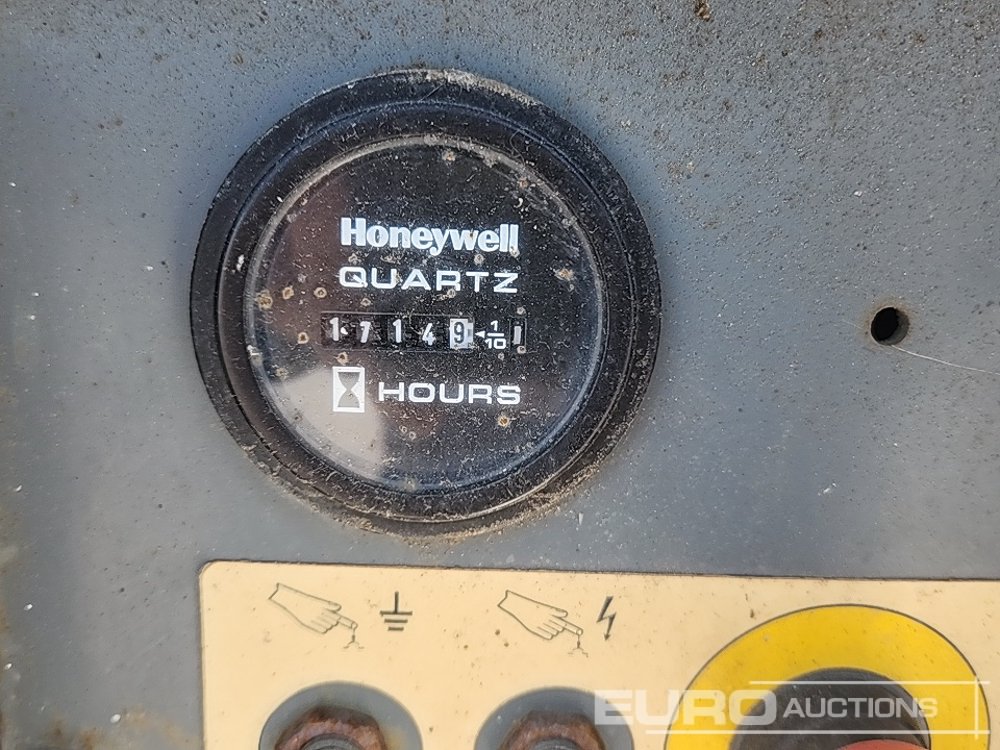 Honeywell
QUARTZ
1 7 1 4 9 1/10
HOURS
EURO AUCTIONS